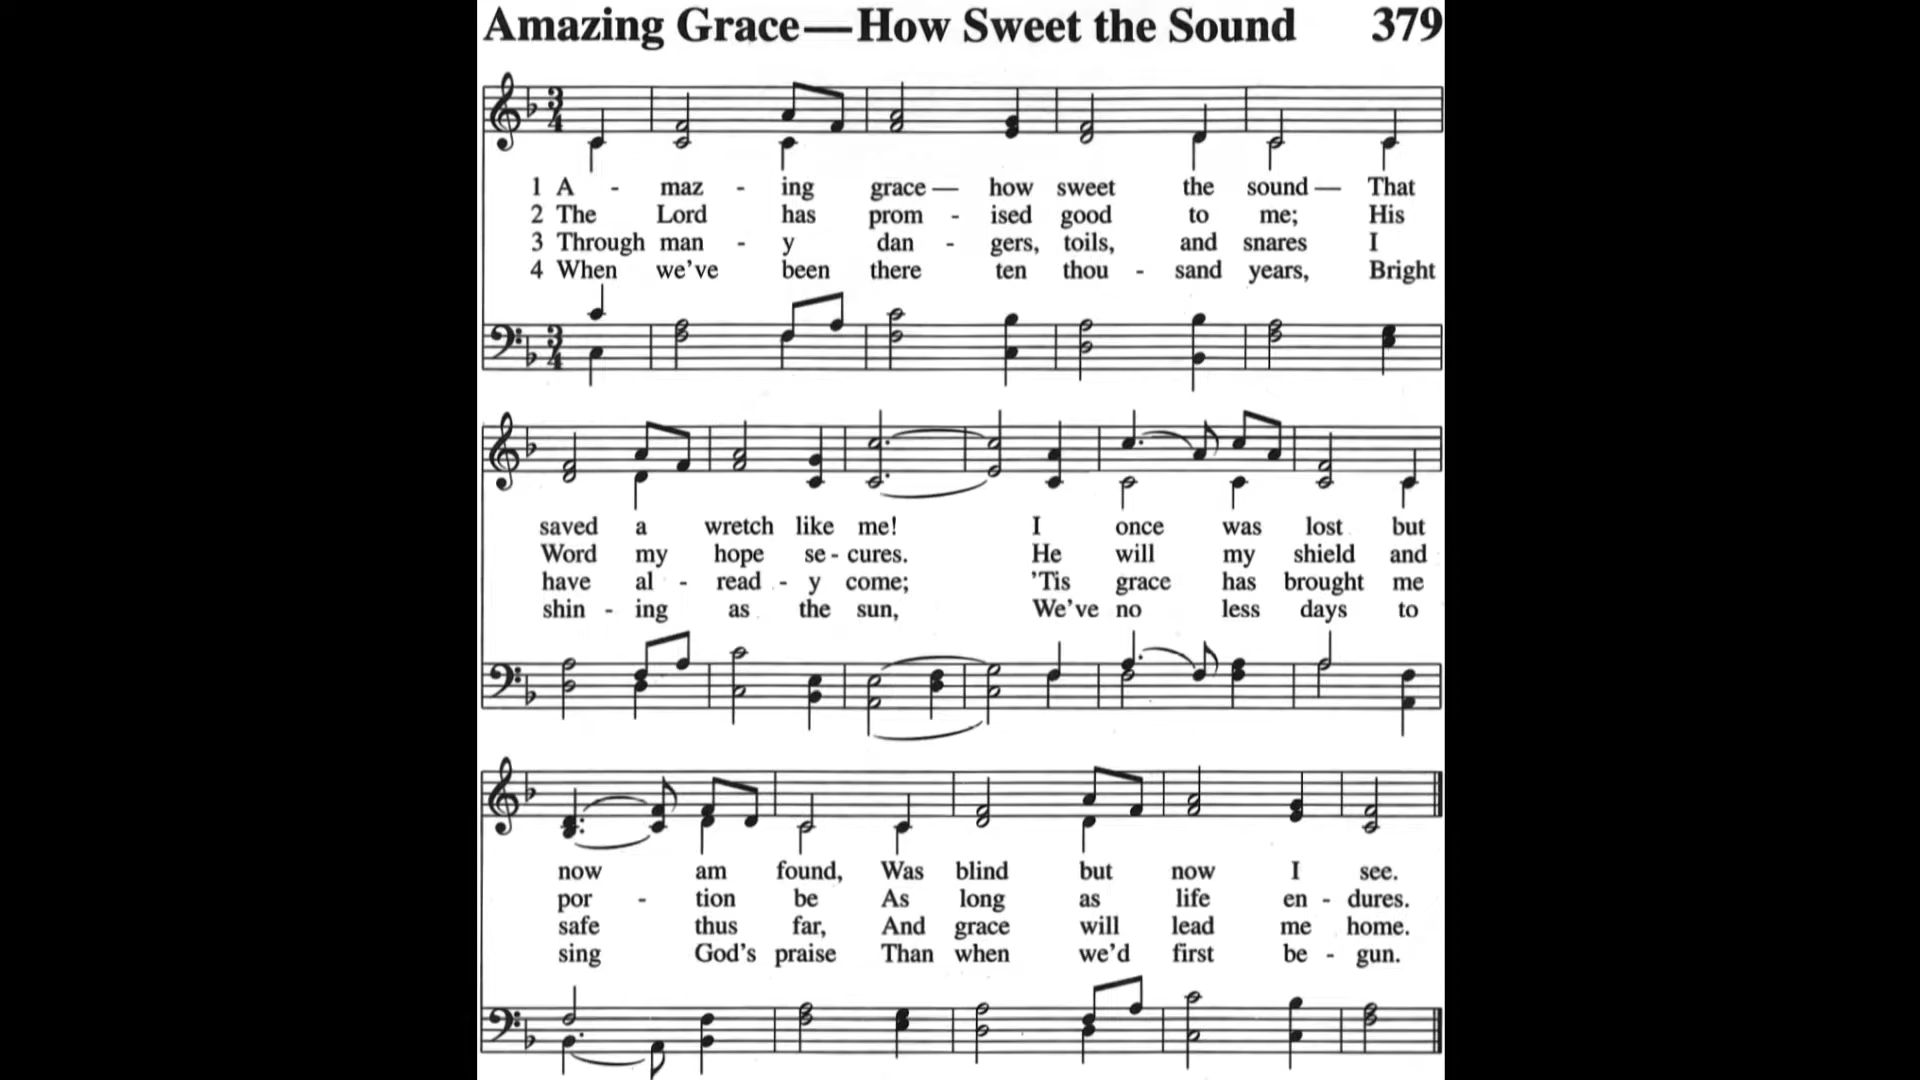 Amazing Grace—How Sweet the Sound 379
3/4
1 A - maz - ing grace — how sweet the sound — That
2 The Lord has prom - ised good to me; His
3 Through man - y dan - gers, toils, and snares I
4 When we've been there ten thou - sand years, Bright
3/4
saved a wretch like me! I once was lost but
Word my hope se - cures. He will my shield and
have al - read - y come; 'Tis grace has brought me
shin - ing as the sun, We've no less days to
now am found, Was blind but now I see.
por - tion be As long as life en - dures.
safe thus far, And grace will lead me home.
sing God's praise Than when we'd first be - gun.